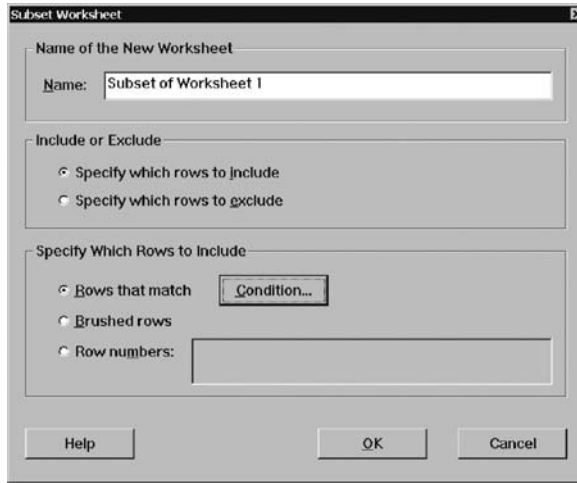 Subset Worksheet
Name of the New Worksheet
Name: Subset of Worksheet 1
Include or Exclude
Specify which rows to include
Specify which rows to exclude
Specify Which Rows to Include
Rows that match Condition...
Brushed rows
Row numbers:
Help OK Cancel